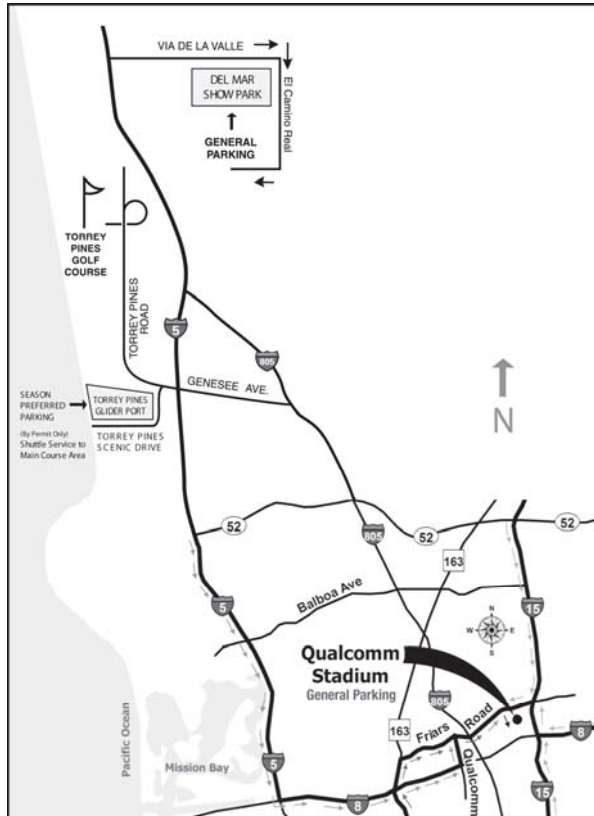 VIA DE LA VALLE
DEL MAR
SHOW PARK
El Camino Real
GENERAL
PARKING
TORREY
PINES
GOLF
COURSE
TORREY PINES
ROAD
5
805
GENESEE AVE.
SEASON
PREFERRED
PARKING
(By Permit Only)
Shuttle Service to
Main Course Area
TORREY PINES
GLIDER PORT
TORREY PINES
SCENIC DRIVE
N
52
805
52
52
163
Balboa Ave
5
15
N
W
E
S
Qualcomm
Stadium
General Parking
805
163
Friars Road
8
Pacific Ocean
Mission Bay
5
8
Qualcomm
15